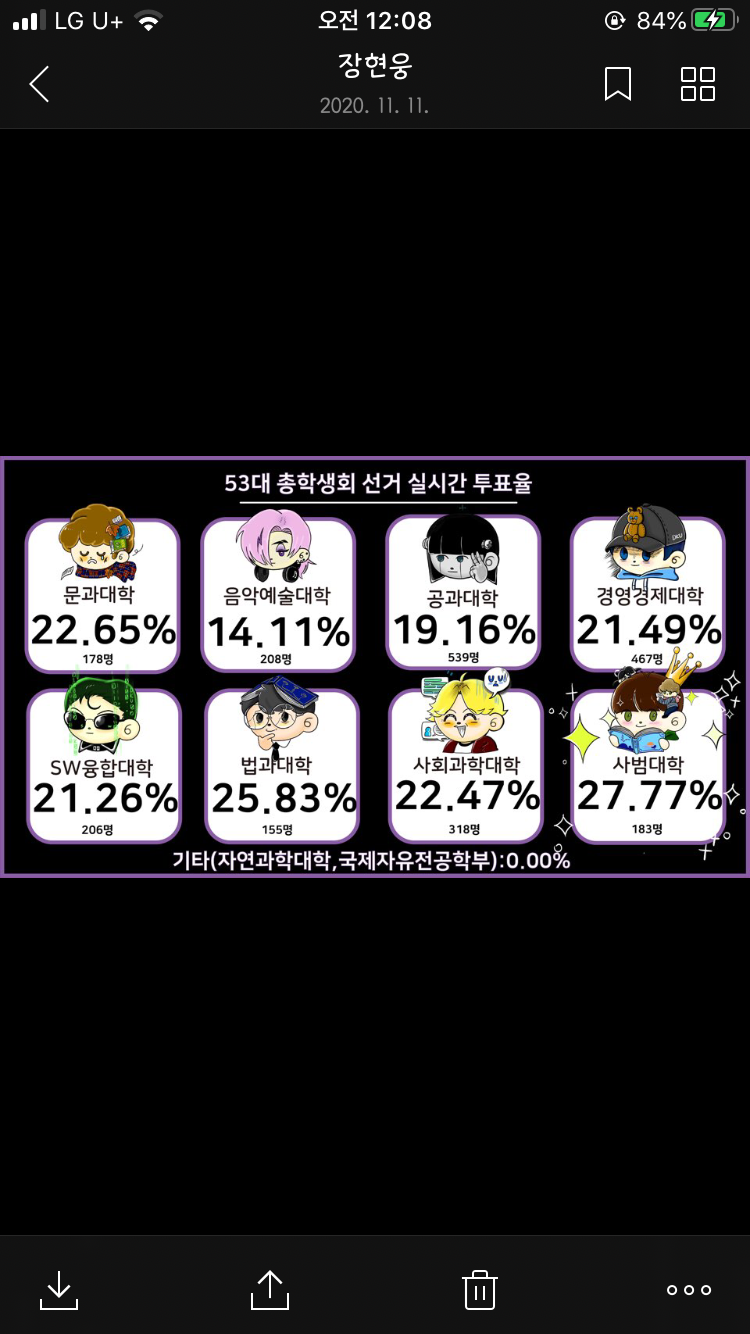 LG U+
오전 12:08
84%
장현웅
2020. 11. 11.
53대 총학생회 선거 실시간 투표율
문과대학
22.65%
178명
음악예술대학
14.11%
208명
공과대학
19.16%
539명
DKU
경영경제대학
21.49%
467명
SW융합대학
21.26%
206명
법과대학
25.83%
155명
사회과학대학
22.47%
318명
사범대학
27.77%
183명
기타(자연과학대학,국제자유전공학부):0.00%